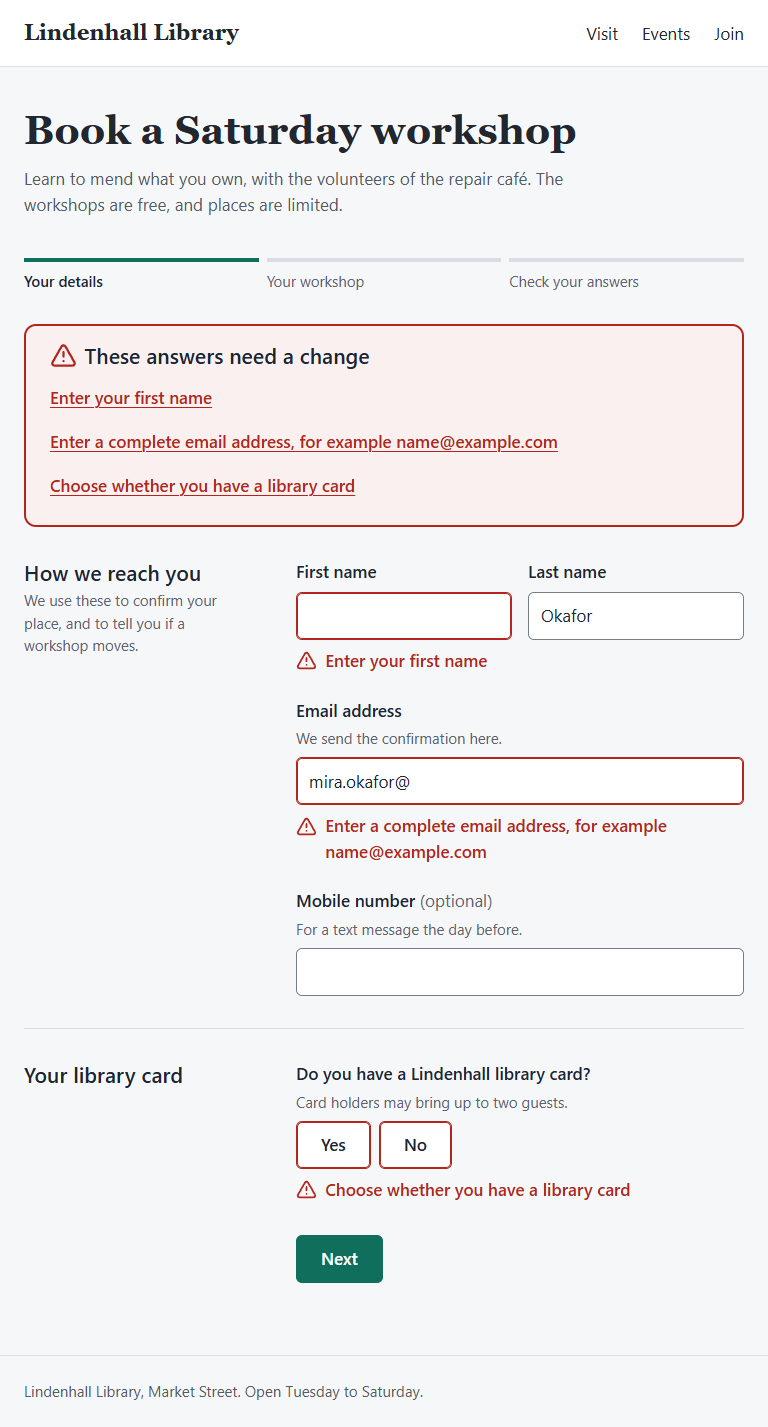 Lindenhall Library
Visit Events Join
Book a Saturday workshop
Learn to mend what you own, with the volunteers of the repair café. The
workshops are free, and places are limited.
Your details
Your workshop
Check your answers
These answers need a change
Enter your first name
Enter a complete email address, for example name@example.com
Choose whether you have a library card
How we reach you
We use these to confirm your
place, and to tell you if a
workshop moves.
First name
Last name
Okafor
Enter your first name
Email address
We send the confirmation here.
mira.okafor@
Enter a complete email address, for example
name@example.com
Mobile number (optional)
For a text message the day before.
Your library card
Do you have a Lindenhall library card?
Card holders may bring up to two guests.
Yes
No
Choose whether you have a library card
Next
Lindenhall Library, Market Street. Open Tuesday to Saturday.